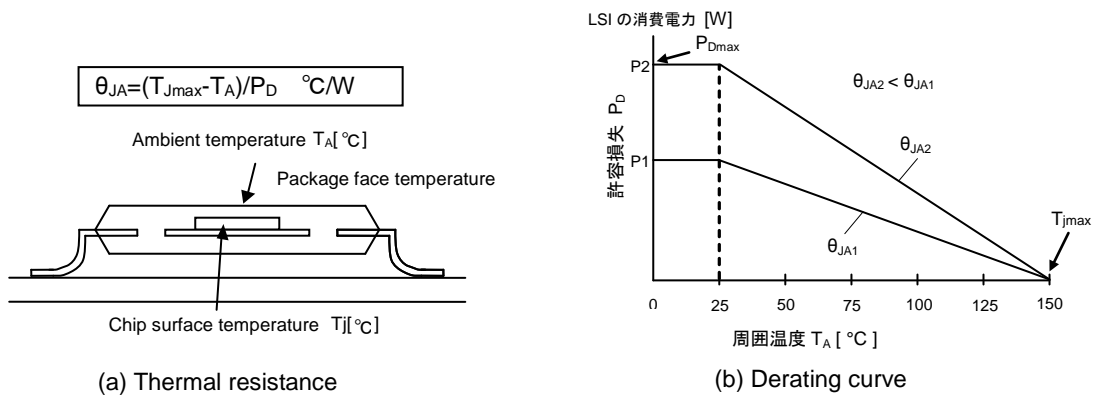 θJA=(TJmax-TA)/PD °C/W
Ambient temperature TA[°C]
Package face temperature
Chip surface temperature Tj[°C]
(a) Thermal resistance
LSI の消費電力 [W]
PDmax
P2
θJA2 < θJA1
許容損失 PD
θJA2
P1
θJA1
Tjmax
0 25 50 75 100 125 150
周囲温度 TA [ °C ]
(b) Derating curve